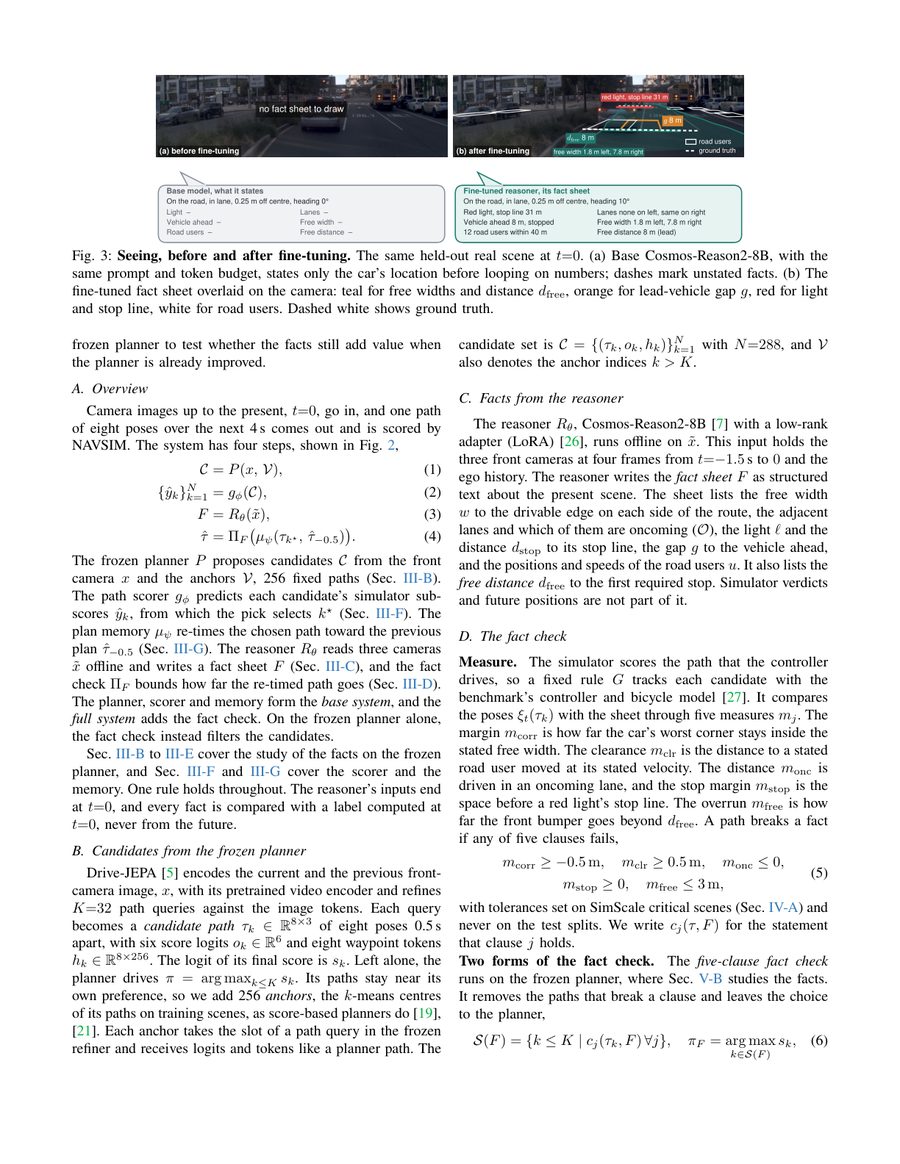 no fact sheet to draw
(a) before fine-tuning
red light, stop line 31 m
g 8 m
d_free 8 m
free width 1.8 m left, 7.8 m right
road users
ground truth
(b) after fine-tuning
Base model, what it states
On the road, in lane, 0.25 m off centre, heading 0°
Light –
Lanes –
Vehicle ahead –
Free width –
Road users –
Free distance –
Fine-tuned reasoner, its fact sheet
On the road, in lane, 0.25 m off centre, heading 10°
Red light, stop line 31 m
Lanes none on left, same on right
Vehicle ahead 8 m, stopped
Free width 1.8 m left, 7.8 m right
12 road users within 40 m
Free distance 8 m (lead)
Fig. 3: Seeing, before and after fine-tuning. The same held-out real scene at t=0. (a) Base Cosmos-Reason2-8B, with the
same prompt and token budget, states only the car's location before looping on numbers; dashes mark unstated facts. (b) The
fine-tuned fact sheet overlaid on the camera: teal for free widths and distance d_free, orange for lead-vehicle gap g, red for light
and stop line, white for road users. Dashed white shows ground truth.
frozen planner to test whether the facts still add value when
the planner is already improved.
A. Overview
Camera images up to the present, t=0, go in, and one path
of eight poses over the next 4 s comes out and is scored by
NAVSIM. The system has four steps, shown in Fig. 2,
C = P(x, V), (1)
{ŷ_k}_{k=1}^N = g_ϕ(C), (2)
F = R_θ(x̃), (3)
τ̂ = Π_F(μ_ψ(τ_{k⋆}, τ̂_{−0.5})). (4)
The frozen planner P proposes candidates C from the front
camera x and the anchors V, 256 fixed paths (Sec. III-B).
The path scorer g_ϕ predicts each candidate's simulator sub-
scores ŷ_k, from which the pick selects k⋆ (Sec. III-F). The
plan memory μ_ψ re-times the chosen path toward the previous
plan τ̂_{−0.5} (Sec. III-G). The reasoner R_θ reads three cameras
x̃ offline and writes a fact sheet F (Sec. III-C), and the fact
check Π_F bounds how far the re-timed path goes (Sec. III-D).
The planner, scorer and memory form the base system, and the
full system adds the fact check. On the frozen planner alone,
the fact check instead filters the candidates.
Sec. III-B to III-E cover the study of the facts on the frozen
planner, and Sec. III-F and III-G cover the scorer and the
memory. One rule holds throughout. The reasoner's inputs end
at t=0, and every fact is compared with a label computed at
t=0, never from the future.
B. Candidates from the frozen planner
Drive-JEPA [5] encodes the current and the previous front-
camera image, x, with its pretrained video encoder and refines
K=32 path queries against the image tokens. Each query
becomes a candidate path τ_k ∈ ℝ^{8×3} of eight poses 0.5 s
apart, with six score logits o_k ∈ ℝ^6 and eight waypoint tokens
h_k ∈ ℝ^{8×256}. The logit of its final score is s_k. Left alone, the
planner drives π = arg max_{k≤K} s_k. Its paths stay near its
own preference, so we add 256 anchors, the k-means centres
of its paths on training scenes, as score-based planners do [19],
[21]. Each anchor takes the slot of a path query in the frozen
refiner and receives logits and tokens like a planner path. The
candidate set is C = {(τ_k, o_k, h_k)}_{k=1}^N with N=288, and V
also denotes the anchor indices k > K.
C. Facts from the reasoner
The reasoner R_θ, Cosmos-Reason2-8B [7] with a low-rank
adapter (LoRA) [26], runs offline on x̃. This input holds the
three front cameras at four frames from t=−1.5 s to 0 and the
ego history. The reasoner writes the fact sheet F as structured
text about the present scene. The sheet lists the free width
w to the drivable edge on each side of the route, the adjacent
lanes and which of them are oncoming (O), the light ℓ and the
distance d_stop to its stop line, the gap g to the vehicle ahead,
and the positions and speeds of the road users u. It also lists the
free distance d_free to the first required stop. Simulator verdicts
and future positions are not part of it.
D. The fact check
Measure. The simulator scores the path that the controller
drives, so a fixed rule G tracks each candidate with the
benchmark's controller and bicycle model [27]. It compares
the poses ξ_t(τ_k) with the sheet through five measures m_j. The
margin m_corr is how far the car's worst corner stays inside the
stated free width. The clearance m_clr is the distance to a stated
road user moved at its stated velocity. The distance m_onc is
driven in an oncoming lane, and the stop margin m_stop is the
space before a red light's stop line. The overrun m_free is how
far the front bumper goes beyond d_free. A path breaks a fact
if any of five clauses fails,
m_corr ≥ −0.5 m, m_clr ≥ 0.5 m, m_onc ≤ 0,
m_stop ≥ 0, m_free ≤ 3 m, (5)
with tolerances set on SimScale critical scenes (Sec. IV-A) and
never on the test splits. We write c_j(τ, F) for the statement
that clause j holds.
Two forms of the fact check. The five-clause fact check
runs on the frozen planner, where Sec. V-B studies the facts.
It removes the paths that break a clause and leaves the choice
to the planner,
S(F) = {k ≤ K | c_j(τ_k, F) ∀j}, π_F = arg max_{k∈S(F)} s_k, (6)